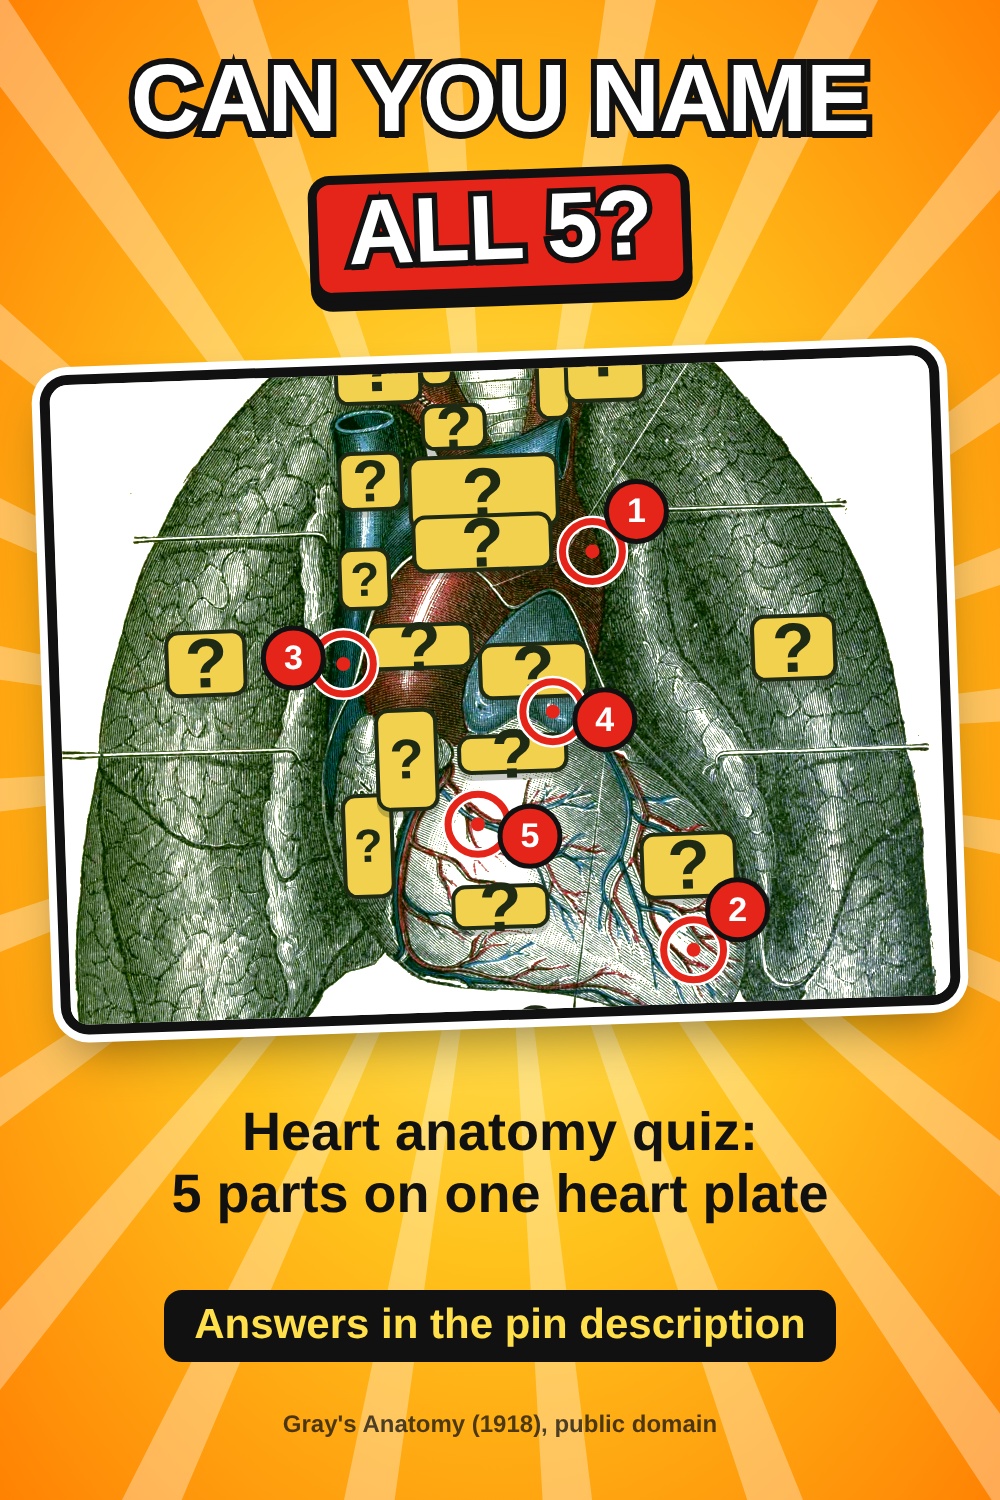 CAN YOU NAME
ALL 5?
? ?
?
? ?
?
1
?
? 3 ? ? ?
4
? ?
5
? ?
?
2
Heart anatomy quiz:
5 parts on one heart plate
Answers in the pin description
Gray's Anatomy (1918), public domain